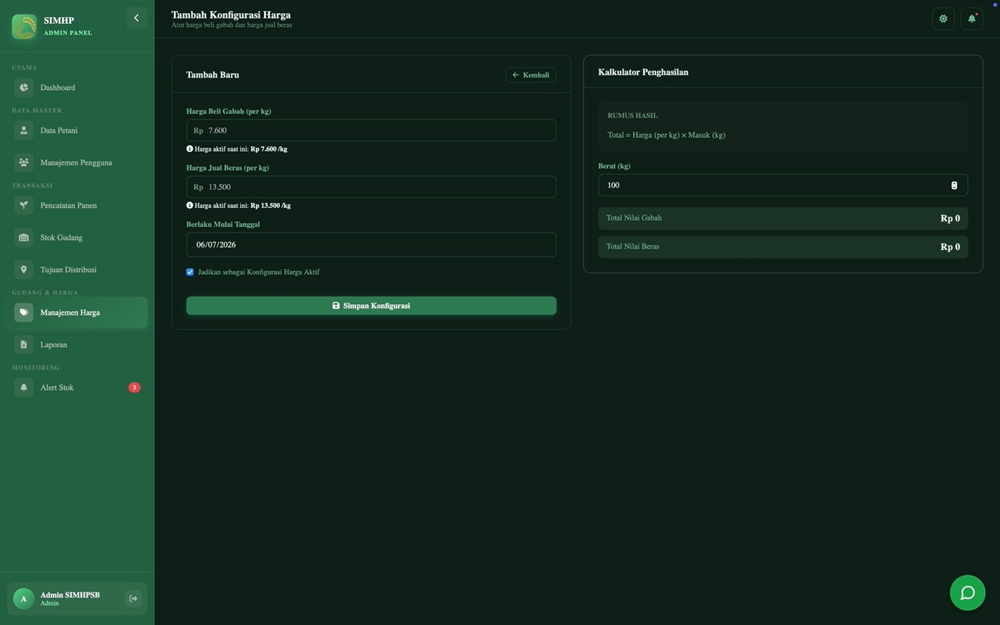 SIMHP
ADMIN PANEL
UTAMA
Dashboard
DATA MASTER
Data Petani
Manajemen Pengguna
TRANSAKSI
Pencatatan Panen
Stok Gudang
Tujuan Distribusi
GUDANG & HARGA
Manajemen Harga
Laporan
MONITORING
Alert Stok 3
A
Admin SIMHPSB
Admin
Tambah Konfigurasi Harga
Atur harga beli gabah dan harga jual beras
Tambah Baru
Kembali
Harga Beli Gabah (per kg)
Rp 7.600
Harga aktif saat ini: Rp 7.600 /kg
Harga Jual Beras (per kg)
Rp 13.500
Harga aktif saat ini: Rp 13.500 /kg
Berlaku Mulai Tanggal
06/07/2026
Jadikan sebagai Konfigurasi Harga Aktif
Simpan Konfigurasi
Kalkulator Penghasilan
RUMUS HASIL
Total = Harga (per kg) × Masuk (kg)
Berat (kg)
100
Total Nilai Gabah Rp 0
Total Nilai Beras Rp 0